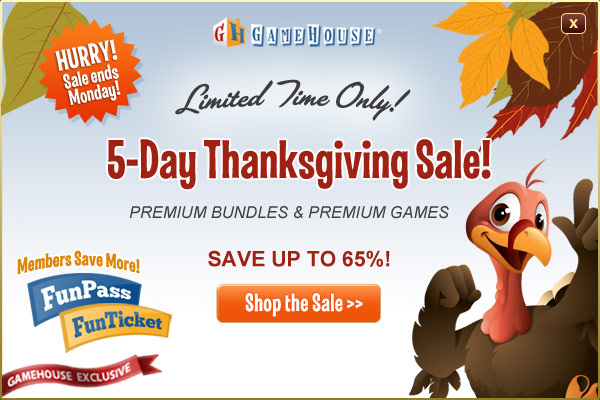 GH GAMEHOUSE®
X
HURRY!
Sale ends
Monday!
Limited Time Only!
5-Day Thanksgiving Sale!
PREMIUM BUNDLES & PREMIUM GAMES
SAVE UP TO 65%!
Shop the Sale >>
Members Save More!
FunPass
FunTicket
GAMEHOUSE EXCLUSIVE